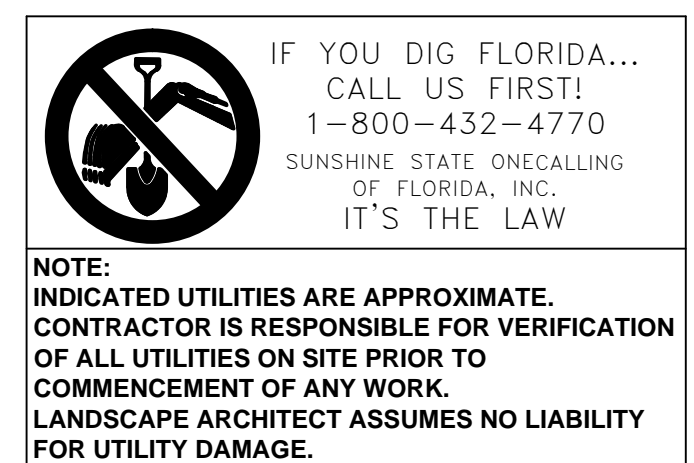 IF YOU DIG FLORIDA...
CALL US FIRST!
1-800-432-4770
SUNSHINE STATE ONECALLING
OF FLORIDA, INC.
IT'S THE LAW
NOTE:
INDICATED UTILITIES ARE APPROXIMATE.
CONTRACTOR IS RESPONSIBLE FOR VERIFICATION
OF ALL UTILITIES ON SITE PRIOR TO
COMMENCEMENT OF ANY WORK.
LANDSCAPE ARCHITECT ASSUMES NO LIABILITY
FOR UTILITY DAMAGE.